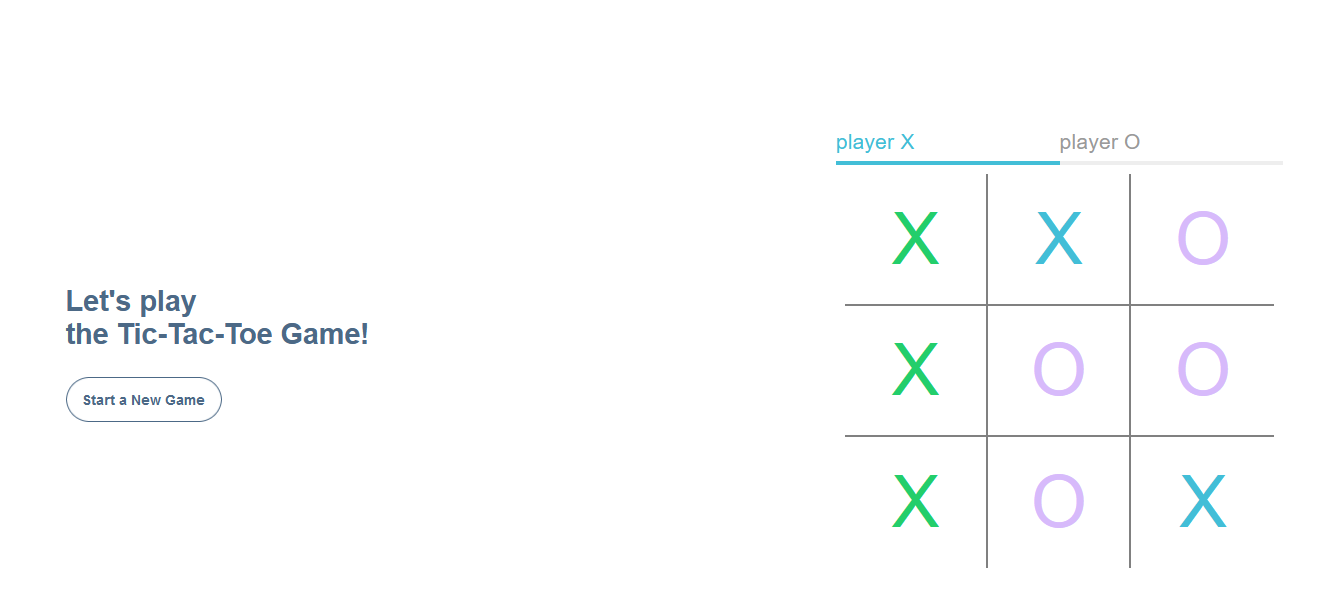 player X player O
X X O
Let's play
the Tic-Tac-Toe Game!
X O O
Start a New Game
X O X